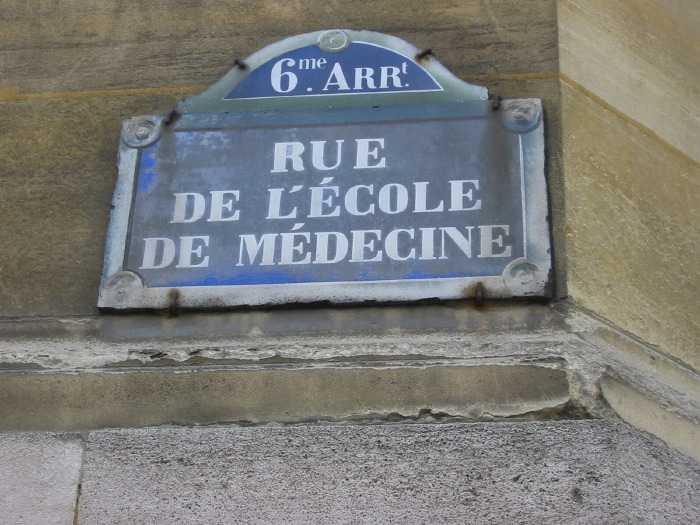 6me. ARRt.
RUE
DE L'ÉCOLE
DE MÉDECINE